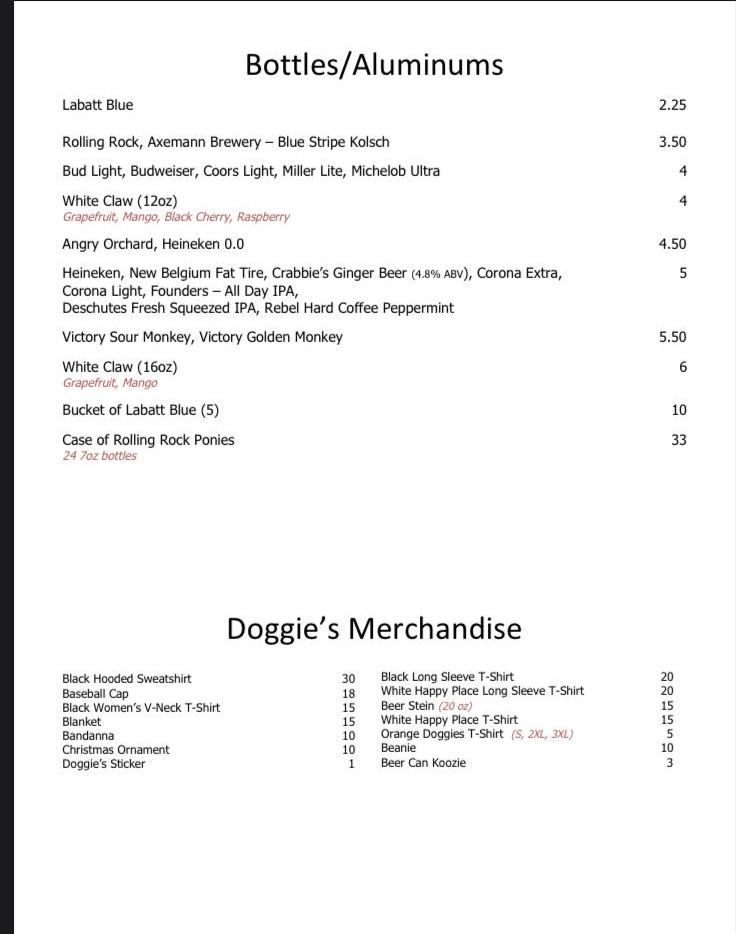 Bottles/Aluminums
Labatt Blue 2.25
Rolling Rock, Axemann Brewery – Blue Stripe Kolsch 3.50
Bud Light, Budweiser, Coors Light, Miller Lite, Michelob Ultra 4
White Claw (12oz) 4
Grapefruit, Mango, Black Cherry, Raspberry
Angry Orchard, Heineken 0.0 4.50
Heineken, New Belgium Fat Tire, Crabbie's Ginger Beer (4.8% ABV), Corona Extra, 5
Corona Light, Founders – All Day IPA,
Deschutes Fresh Squeezed IPA, Rebel Hard Coffee Peppermint
Victory Sour Monkey, Victory Golden Monkey 5.50
White Claw (16oz) 6
Grapefruit, Mango
Bucket of Labatt Blue (5) 10
Case of Rolling Rock Ponies 33
24 7oz bottles
Doggie's Merchandise
Black Hooded Sweatshirt 30
Baseball Cap 18
Black Women's V-Neck T-Shirt 15
Blanket 15
Bandanna 10
Christmas Ornament 10
Doggie's Sticker 1
Black Long Sleeve T-Shirt 20
White Happy Place Long Sleeve T-Shirt 20
Beer Stein (20 oz) 15
White Happy Place T-Shirt 15
Orange Doggies T-Shirt (S, 2XL, 3XL) 5
Beanie 10
Beer Can Koozie 3